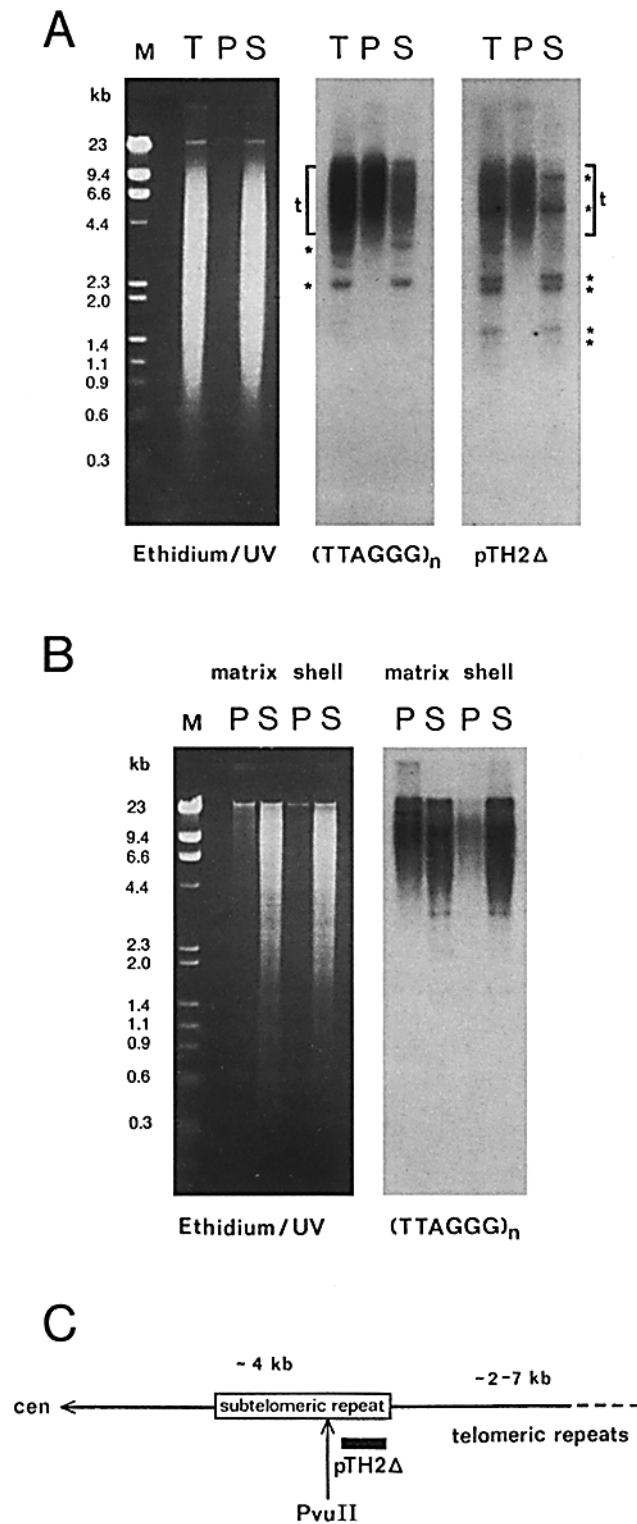 A
M T P S T P S T P S
kb
23
9.4
6.6
4.4
2.3
2.0
1.4
1.1
0.9
0.6
0.3
t
*
*
t
*
*
*
*
*
*
Ethidium/UV (TTAGGG)n pTH2Δ
B
matrix shell matrix shell
M P S P S P S P S
kb
23
9.4
6.6
4.4
2.3
2.0
1.4
1.1
0.9
0.6
0.3
Ethidium/UV (TTAGGG)n
C
~4 kb ~2-7 kb
cen subtelomeric repeat
telomeric repeats
pTH2Δ
PvuII